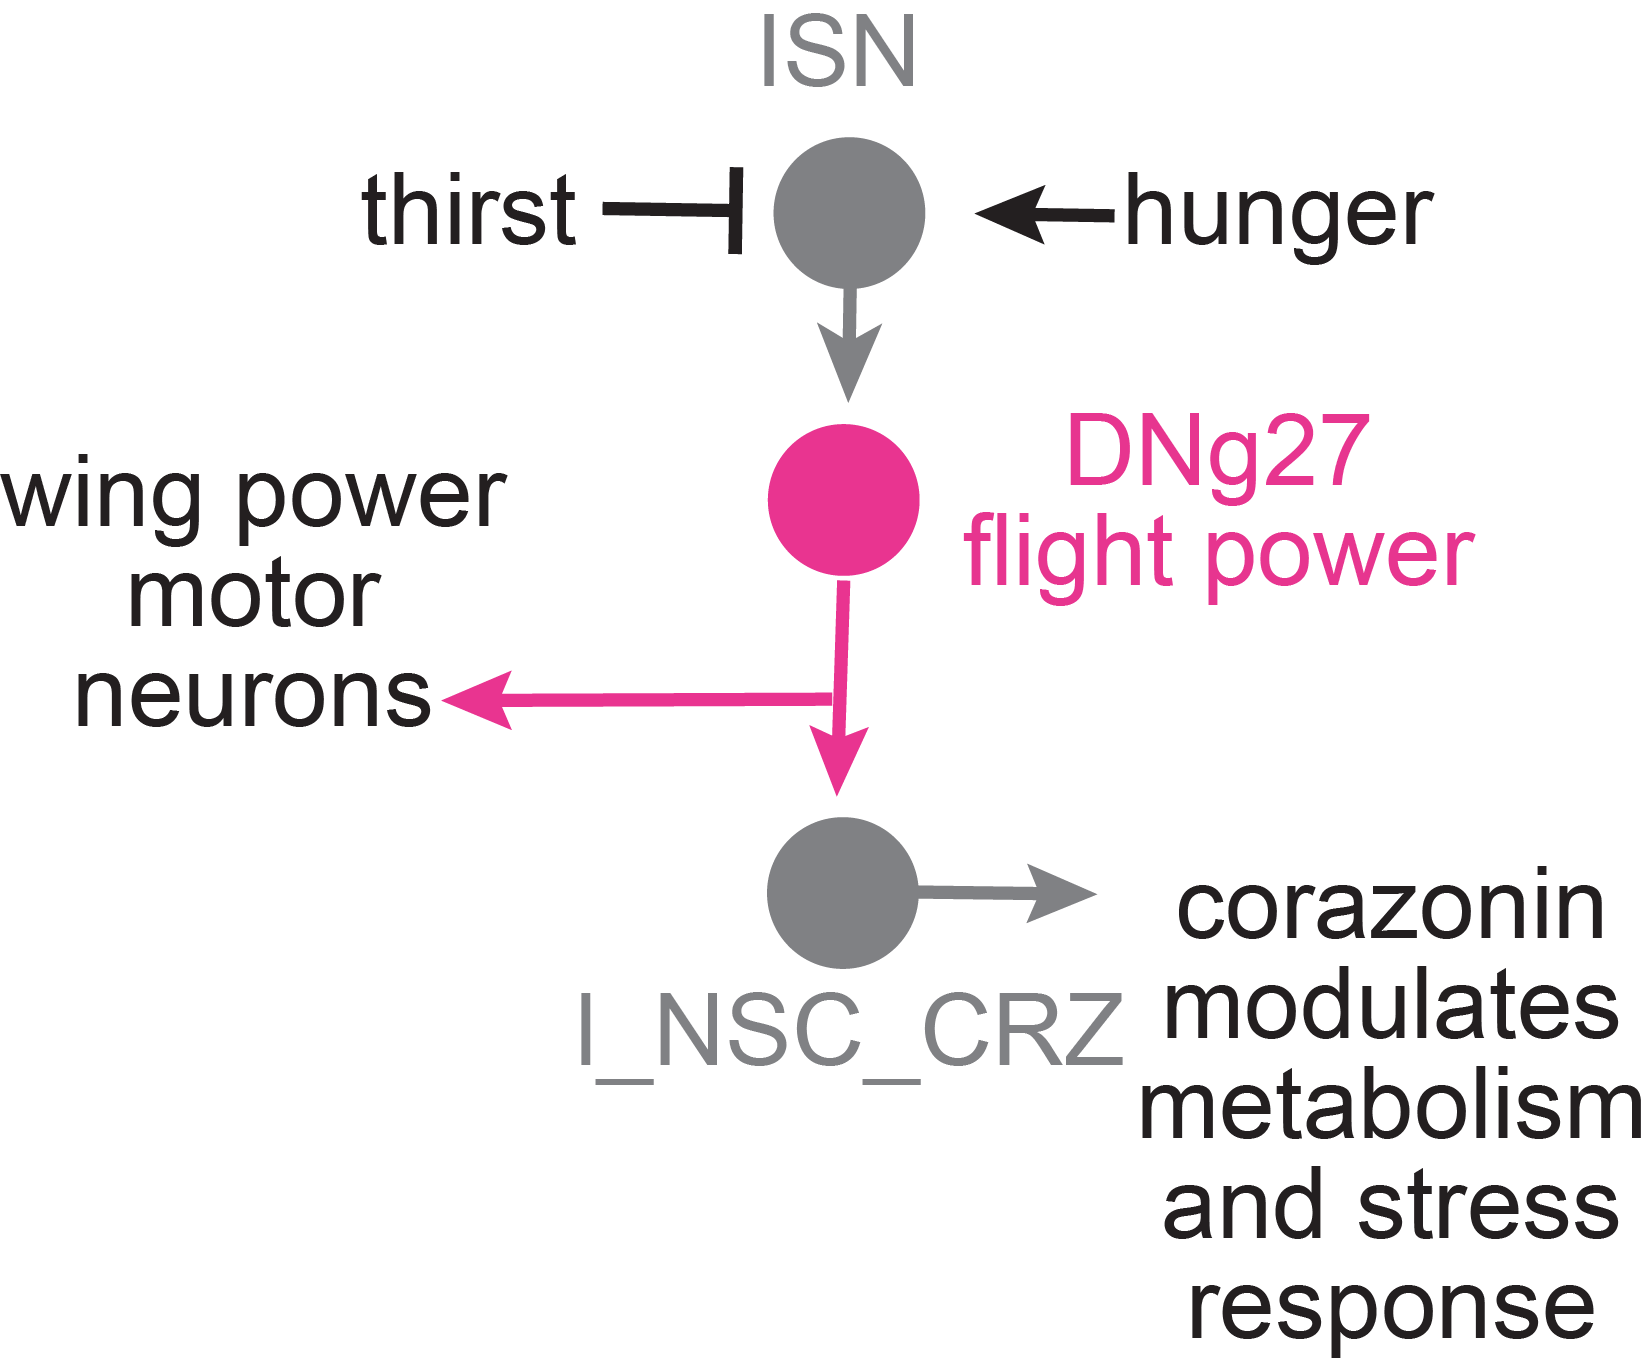 ISN
thirst
hunger
DNg27
flight power
wing power
motor
neurons
I_NSC_CRZ
corazonin
modulates
metabolism
and stress
response